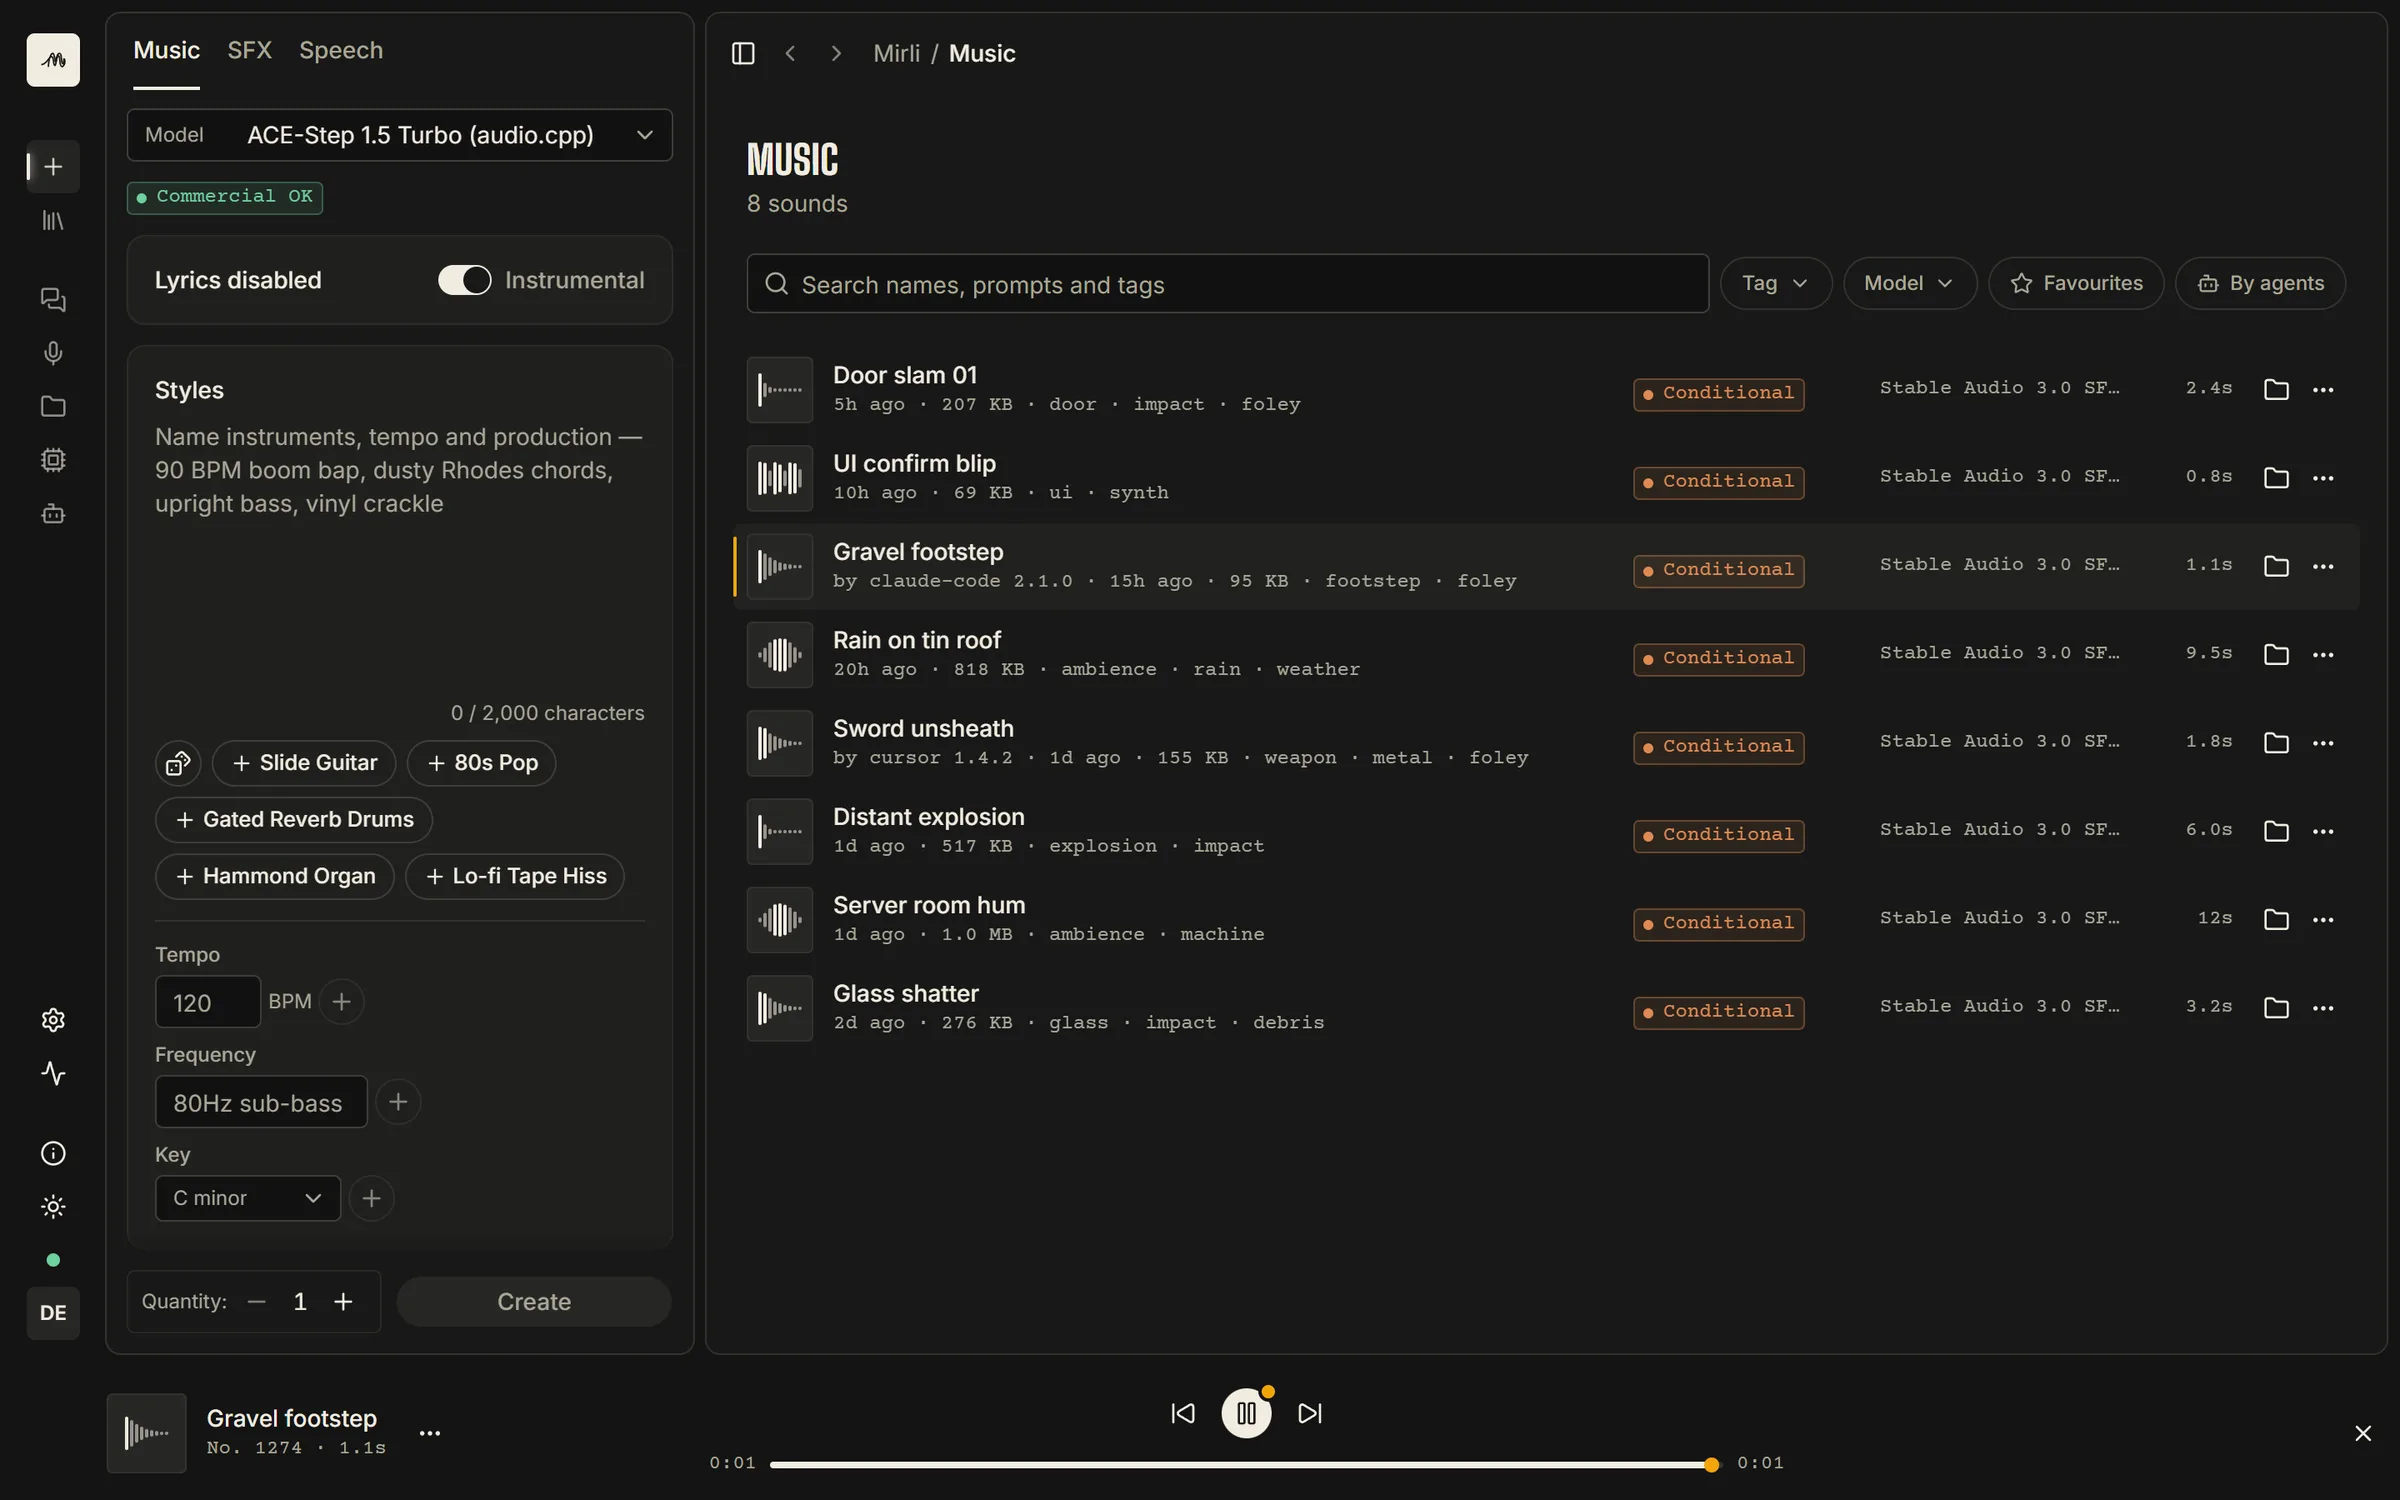 Music SFX Speech
Model ACE-Step 1.5 Turbo (audio.cpp)
Commercial OK
Lyrics disabled Instrumental
Styles
Name instruments, tempo and production —
90 BPM boom bap, dusty Rhodes chords,
upright bass, vinyl crackle
0 / 2,000 characters
Slide Guitar 80s Pop
Gated Reverb Drums
Hammond Organ Lo-fi Tape Hiss
Tempo
120 BPM
Frequency
80Hz sub-bass
Key
C minor
Quantity: 1 Create
DE
Mirli / Music
MUSIC
8 sounds
Search names, prompts and tags Tag Model Favourites By agents
Door slam 01
5h ago · 207 KB · door · impact · foley
Conditional Stable Audio 3.0 SF… 2.4s
UI confirm blip
10h ago · 69 KB · ui · synth
Conditional Stable Audio 3.0 SF… 0.8s
Gravel footstep
by claude-code 2.1.0 · 15h ago · 95 KB · footstep · foley
Conditional Stable Audio 3.0 SF… 1.1s
Rain on tin roof
20h ago · 818 KB · ambience · rain · weather
Conditional Stable Audio 3.0 SF… 9.5s
Sword unsheath
by cursor 1.4.2 · 1d ago · 155 KB · weapon · metal · foley
Conditional Stable Audio 3.0 SF… 1.8s
Distant explosion
1d ago · 517 KB · explosion · impact
Conditional Stable Audio 3.0 SF… 6.0s
Server room hum
1d ago · 1.0 MB · ambience · machine
Conditional Stable Audio 3.0 SF… 12s
Glass shatter
2d ago · 276 KB · glass · impact · debris
Conditional Stable Audio 3.0 SF… 3.2s
Gravel footstep
No. 1274 · 1.1s
0:01 0:01